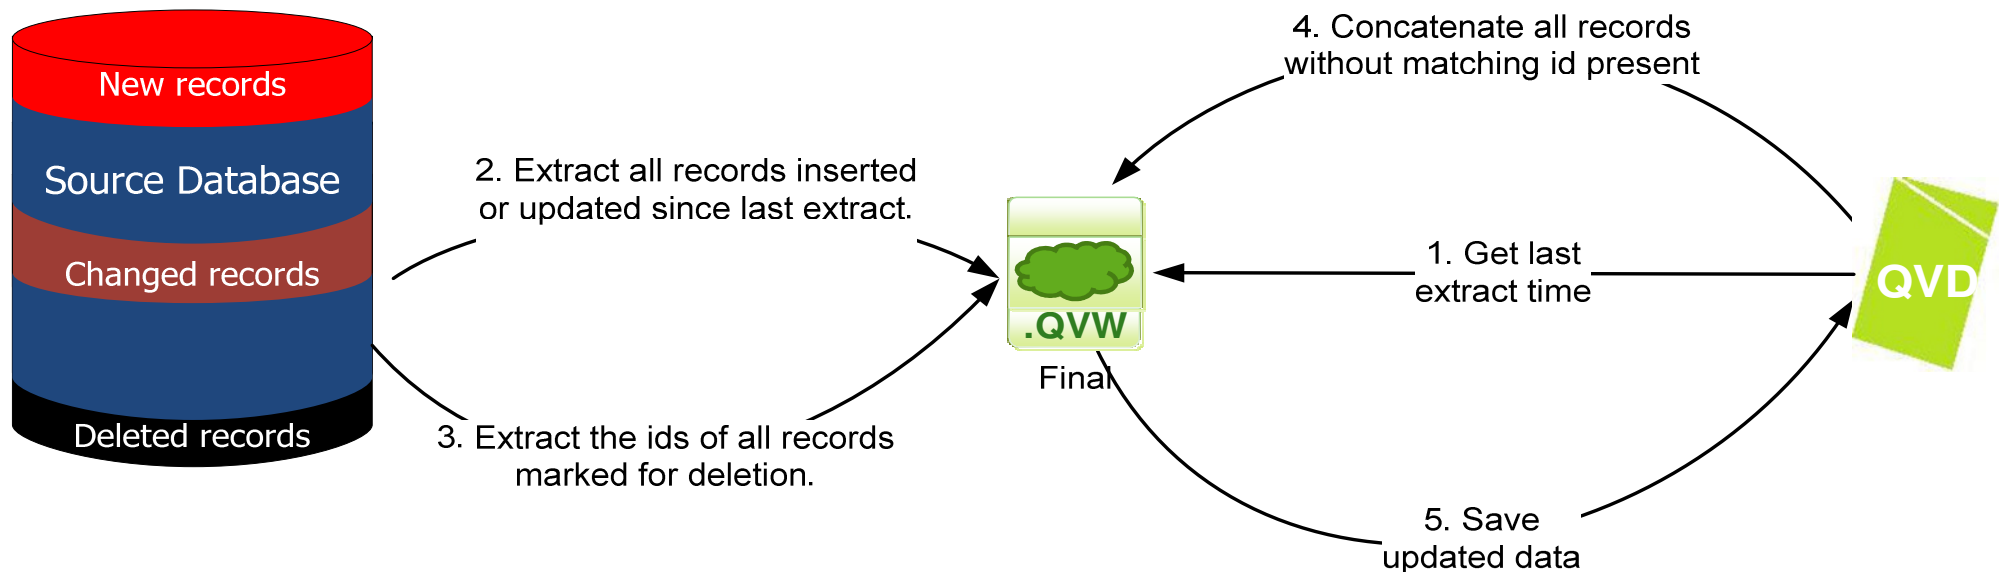 New records
Source Database
Changed records
Deleted records
2. Extract all records inserted
or updated since last extract.
3. Extract the ids of all records
marked for deletion.
.QVW
Final
4. Concatenate all records
without matching id present
1. Get last
extract time
QVD
5. Save
updated data